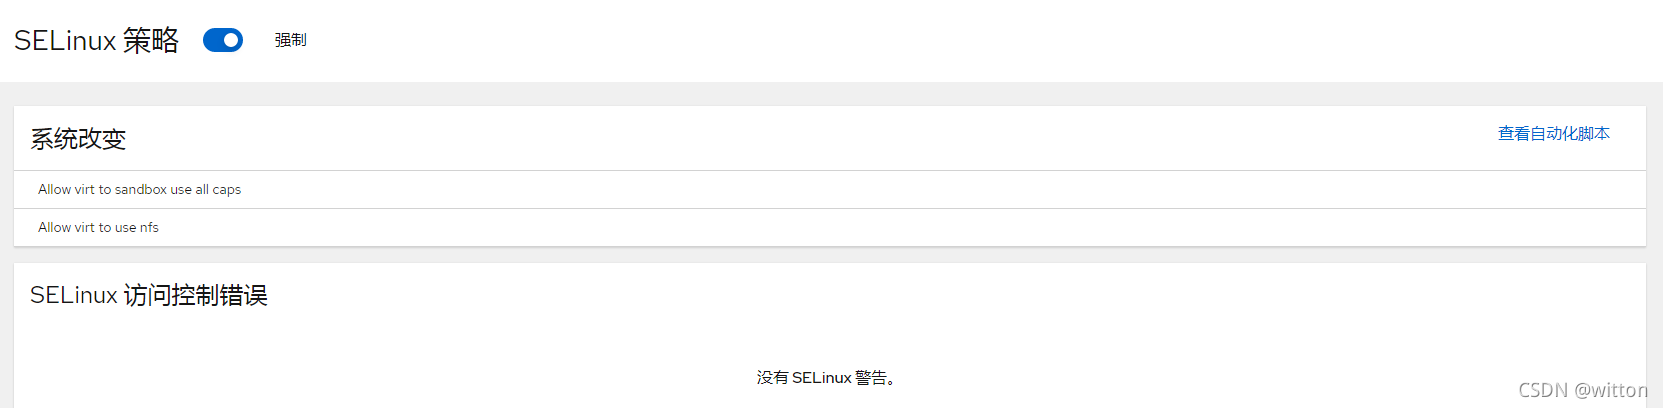 SELinux 策略 强制
系统改变 查看自动化脚本
Allow virt to sandbox use all caps
Allow virt to use nfs
SELinux 访问控制错误
没有 SELinux 警告。
CSDN @witton